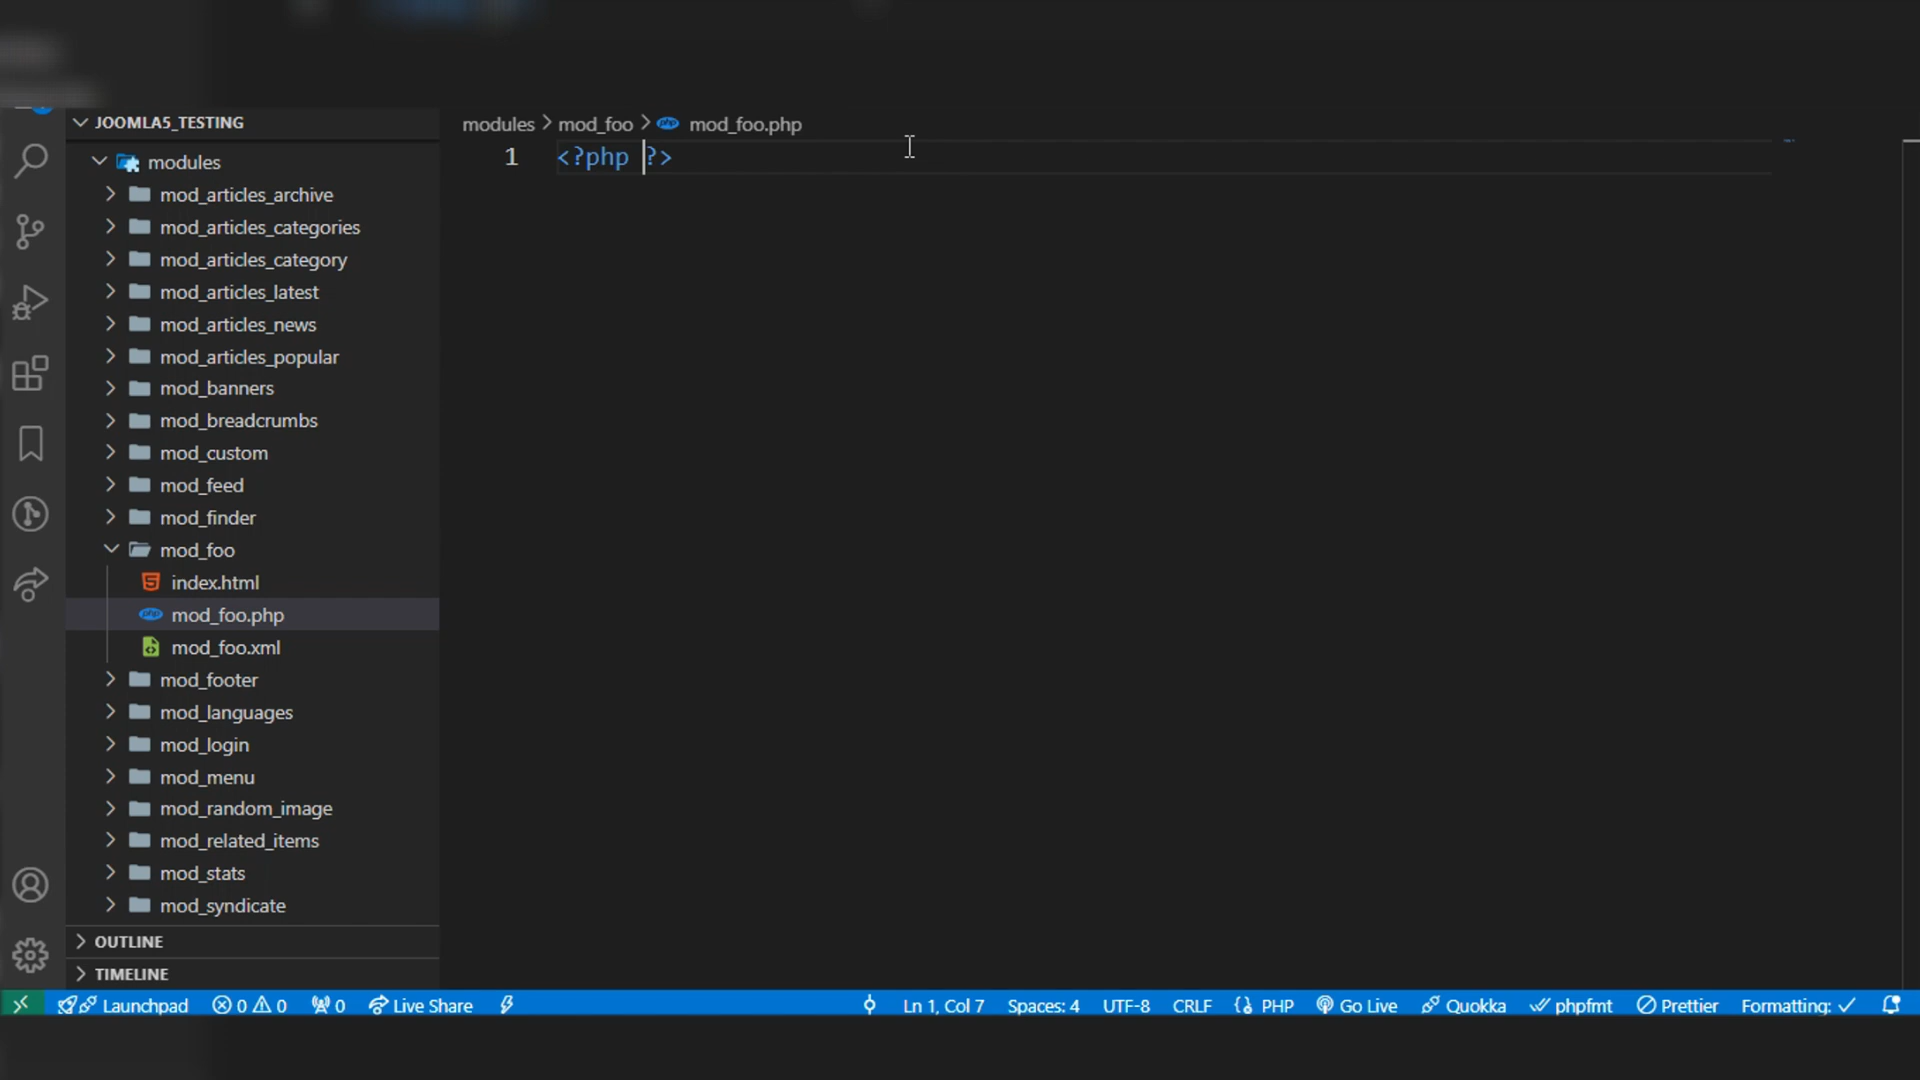 JOOMLA5_TESTING
modules
mod_articles_archive
mod_articles_categories
mod_articles_category
mod_articles_latest
mod_articles_news
mod_articles_popular
mod_banners
mod_breadcrumbs
mod_custom
mod_feed
mod_finder
mod_foo
index.html
mod_foo.php
mod_foo.xml
mod_footer
mod_languages
mod_login
mod_menu
mod_random_image
mod_related_items
mod_stats
mod_syndicate
OUTLINE
TIMELINE
modules > mod_foo > php mod_foo.php
1 <?php ?>
Launchpad 0 0 0 Live Share Ln 1, Col 7 Spaces: 4 UTF-8 CRLF PHP Go Live Quokka phpfmt Prettier Formatting: